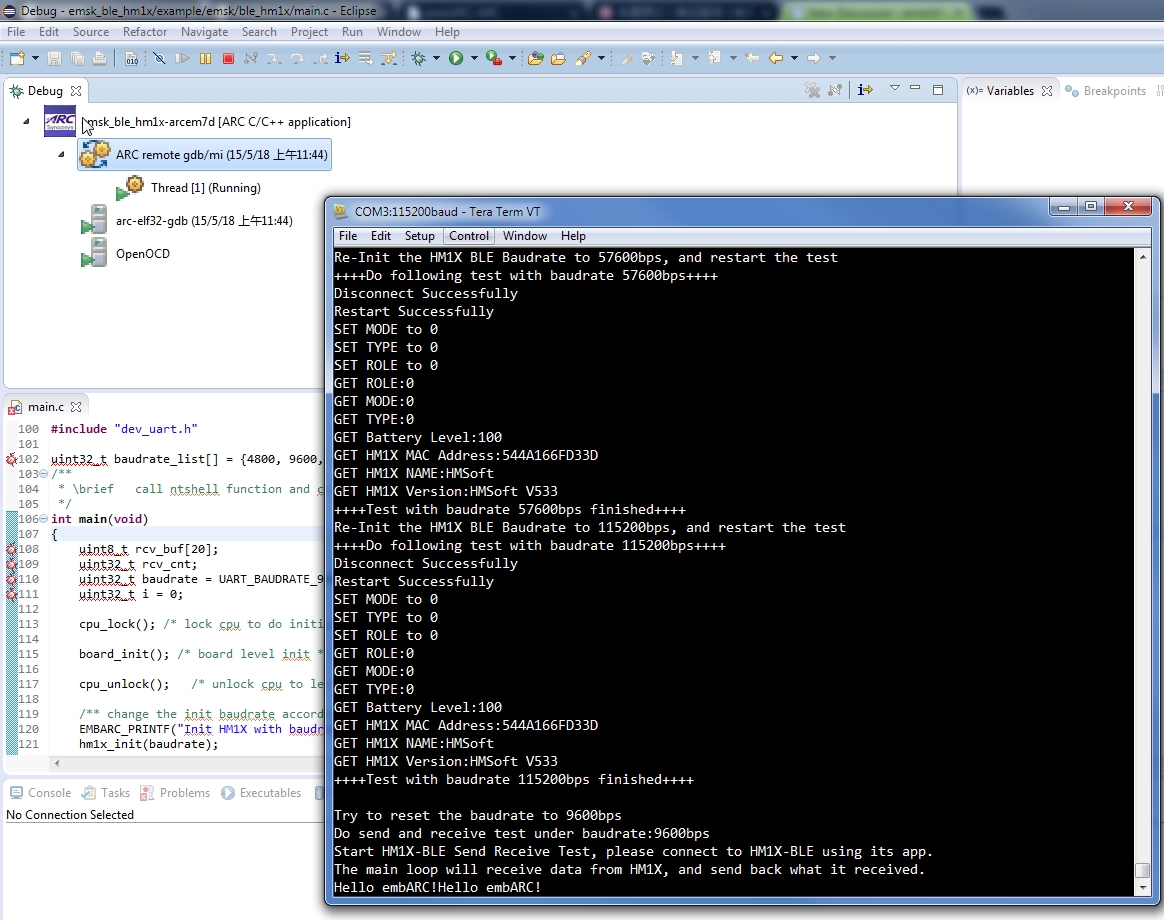 Debug - emsk_ble_hm1x/example/emsk/ble_hm1x/main.c - Eclipse
File Edit Source Refactor Navigate Search Project Run Window Help
Debug
(x)= Variables Breakpoints
ARC
Synopsys
emsk_ble_hm1x-arcem7d [ARC C/C++ application]
ARC remote gdb/mi (15/5/18 上午11:44)
Thread [1] (Running)
arc-elf32-gdb (15/5/18 上午11:44)
OpenOCD
main.c
100 #include "dev_uart.h"
101
102 uint32_t baudrate_list[] = {4800, 9600,
103 /**
104 * \brief call ntshell function and
105 */
106 int main(void)
107 {
108 uint8_t rcv_buf[20];
109 uint32_t rcv_cnt;
110 uint32_t baudrate = UART_BAUDRATE_9
111 uint32_t i = 0;
112
113 cpu_lock(); /* lock cpu to do initi
114
115 board_init(); /* board level init *
116
117 cpu_unlock(); /* unlock cpu to le
118
119 /** change the init baudrate accord
120 EMBARC_PRINTF("Init HM1X with baudr
121 hm1x_init(baudrate);
Console Tasks Problems Executables
No Connection Selected
COM3:115200baud - Tera Term VT
File Edit Setup Control Window Help
Re-Init the HM1X BLE Baudrate to 57600bps, and restart the test
++++Do following test with baudrate 57600bps++++
Disconnect Successfully
Restart Successfully
SET MODE to 0
SET TYPE to 0
SET ROLE to 0
GET ROLE:0
GET MODE:0
GET TYPE:0
GET Battery Level:100
GET HM1X MAC Address:544A166FD33D
GET HM1X NAME:HMSoft
GET HM1X Version:HMSoft V533
++++Test with baudrate 57600bps finished++++
Re-Init the HM1X BLE Baudrate to 115200bps, and restart the test
++++Do following test with baudrate 115200bps++++
Disconnect Successfully
Restart Successfully
SET MODE to 0
SET TYPE to 0
SET ROLE to 0
GET ROLE:0
GET MODE:0
GET TYPE:0
GET Battery Level:100
GET HM1X MAC Address:544A166FD33D
GET HM1X NAME:HMSoft
GET HM1X Version:HMSoft V533
++++Test with baudrate 115200bps finished++++
Try to reset the baudrate to 9600bps
Do send and receive test under baudrate:9600bps
Start HM1X-BLE Send Receive Test, please connect to HM1X-BLE using its app.
The main loop will receive data from HM1X, and send back what it received.
Hello embARC!Hello embARC!